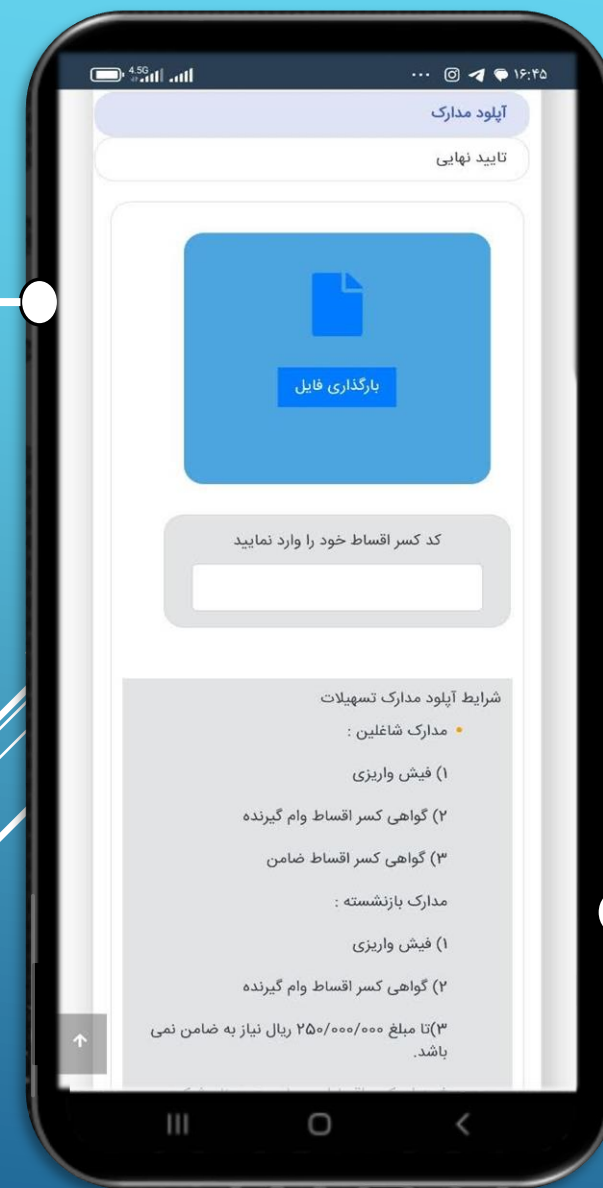 ۱۶:۴۵
4.5G
آپلود مدارک
تایید نهایی
بارگذاری فایل
کد کسر اقساط خود را وارد نمایید
شرایط آپلود مدارک تسهیلات
• مدارک شاغلین :
۱) فیش واریزی
۲) گواهی کسر اقساط وام گیرنده
۳) گواهی کسر اقساط ضامن
مدارک بازنشسته :
۱) فیش واریزی
۲) گواهی کسر اقساط وام گیرنده
۳)تا مبلغ ۲۵۰/۰۰۰/۰۰۰ ریال نیاز به ضامن نمی
باشد.